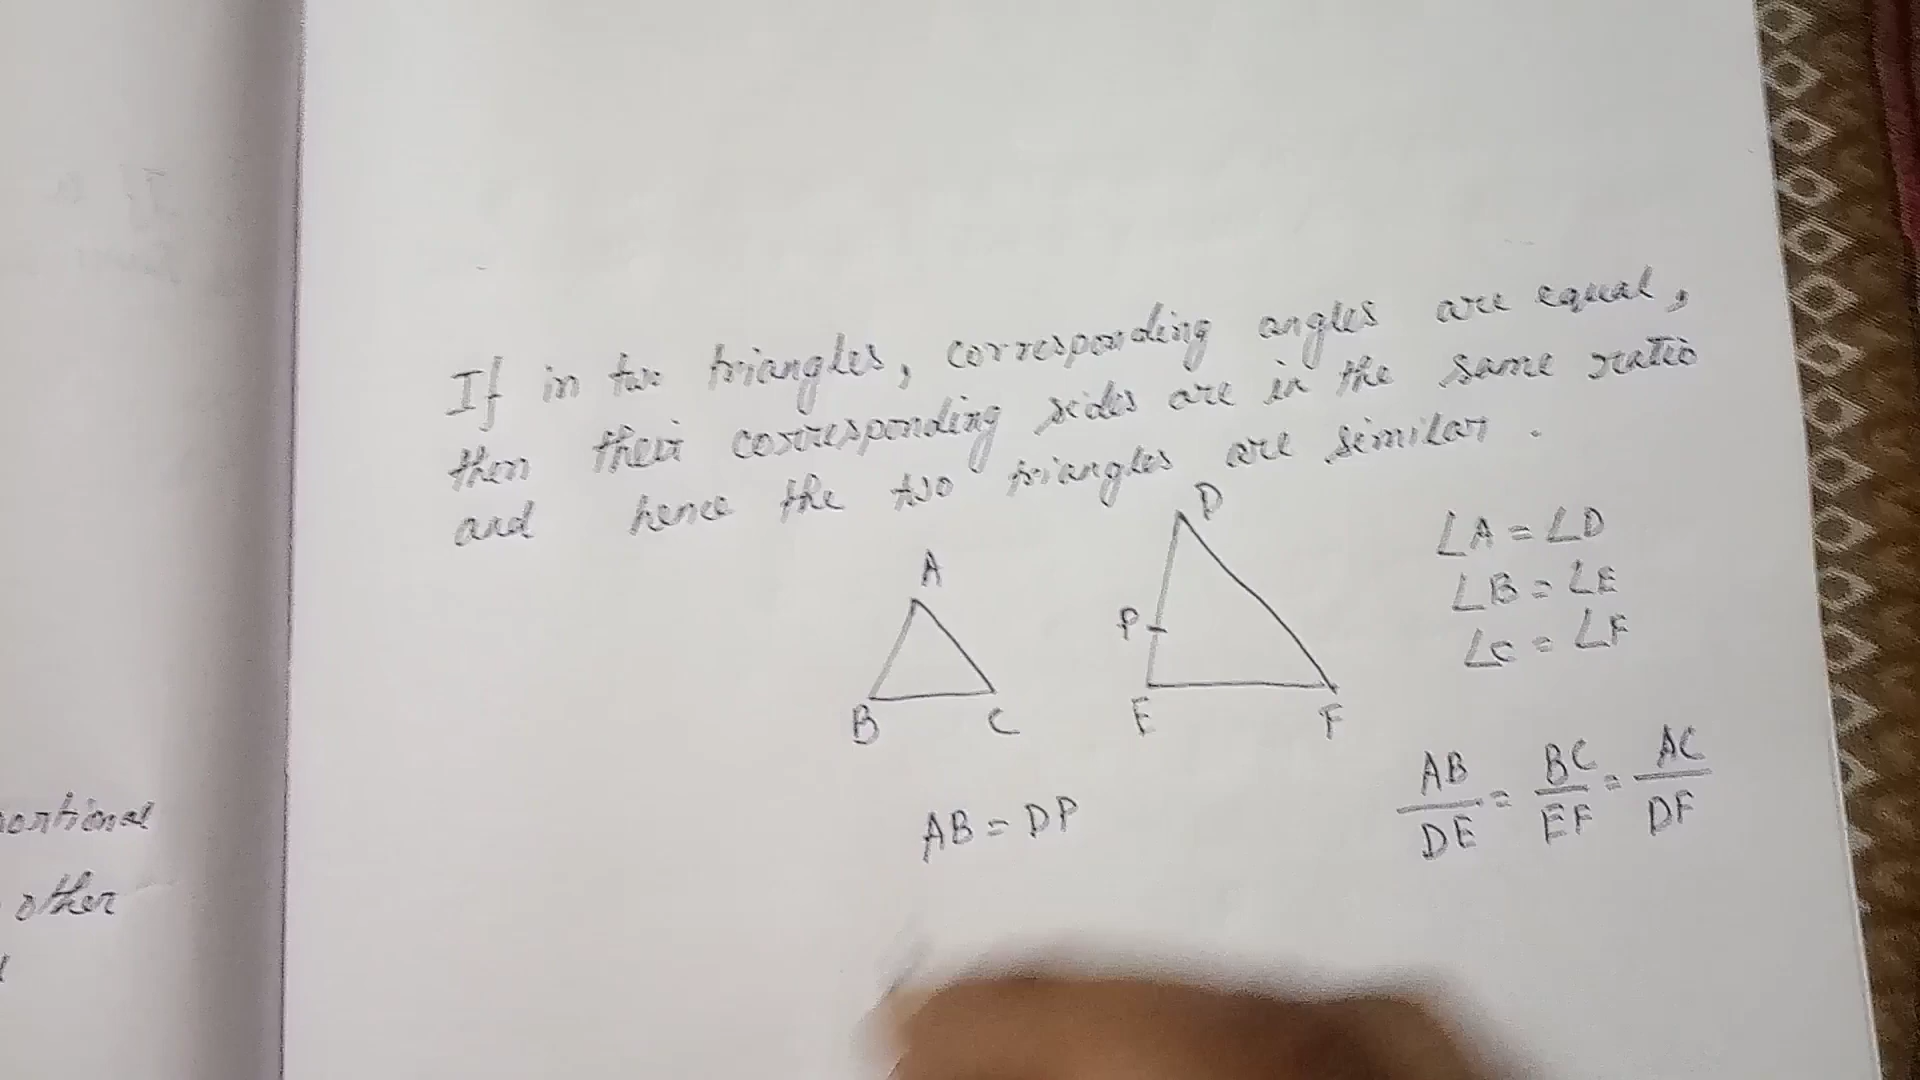 If in two triangles, corresponding angles are equal,
then their corresponding sides are in the same ratio
and hence the two triangles are similar.
A
B
C
D
P
E
F
∠A = ∠D
∠B = ∠E
∠C = ∠F
AB = DP
AB/DE = BC/EF = AC/DF
other